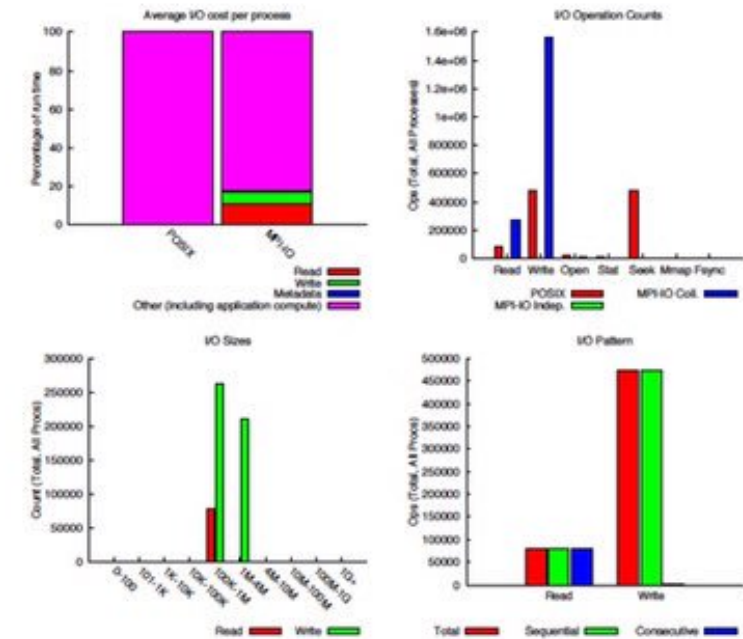 Average I/O cost per process
100
80
60
40
20
0
Percentage of run time
POSIX
MPI-IO
Read
Write
Metadata
Other (including application compute)
I/O Operation Counts
1.6e+06
1.4e+06
1.2e+06
1e+06
800000
600000
400000
200000
0
Ops (Total, All Processes)
Read Write Open Stat Seek Mmap Fsync
POSIX MPI-IO Coll.
MPI-IO Indep.
I/O Sizes
300000
250000
200000
150000
100000
50000
0
Count (Total, All Procs)
0-100
101-1K
1K-10K
10K-100K
100K-1M
1M-4M
4M-10M
10M-100M
100M-1G
1G+
Read Write
I/O Pattern
500000
450000
400000
350000
300000
250000
200000
150000
100000
50000
0
Ops (Total, All Procs)
Read Write
Total Sequential Consecutive